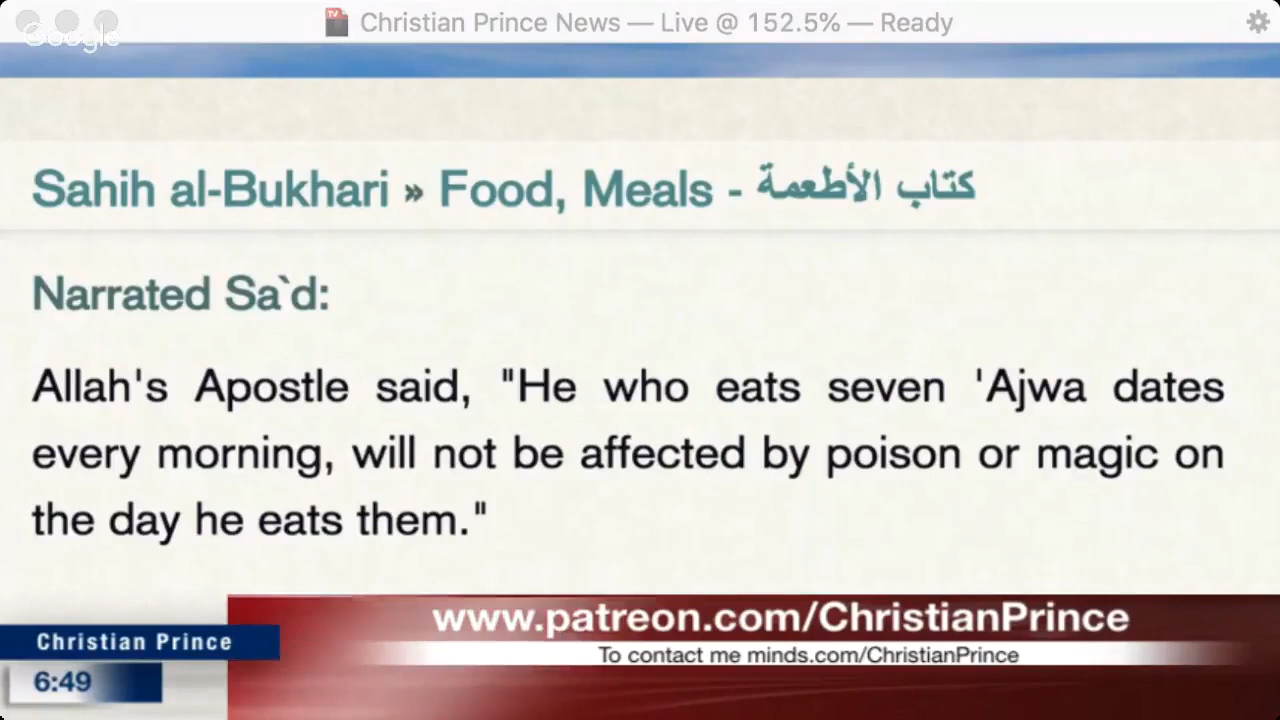 Christian Prince News — Live @ 152.5% — Ready
TV
Google
Sahih al-Bukhari » Food, Meals - كتاب الأطعمة
Narrated Sa`d:
Allah's Apostle said, "He who eats seven 'Ajwa dates
every morning, will not be affected by poison or magic on
the day he eats them."
www.patreon.com/ChristianPrince
Christian Prince
To contact me minds.com/ChristianPrince
6:49